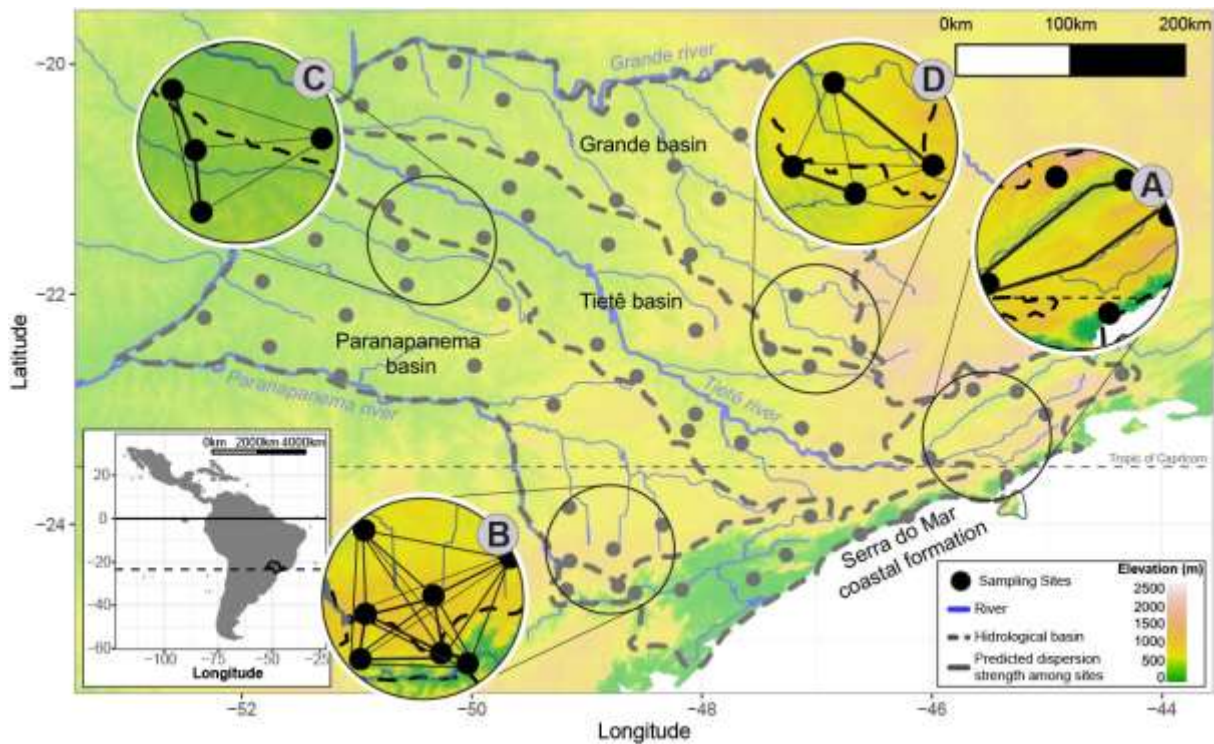 0km 100km 200km
−20
−22
−24
Latitude
C
D
A
B
Grande river
Grande basin
Tietê basin
Paranapanema
basin
Paranapanema river
Tietê river
Tropic of Capricorn
Serra do Mar
coastal formation
0km 2000km 4000km
20
0
−20
−40
−60
−100 −75 −50 −25
Longitude
Sampling Sites
River
Hidrological basin
Predicted dispersion
strength among sites
Elevation (m)
2500
2000
1500
1000
500
0
−52 −50 −48 −46 −44
Longitude